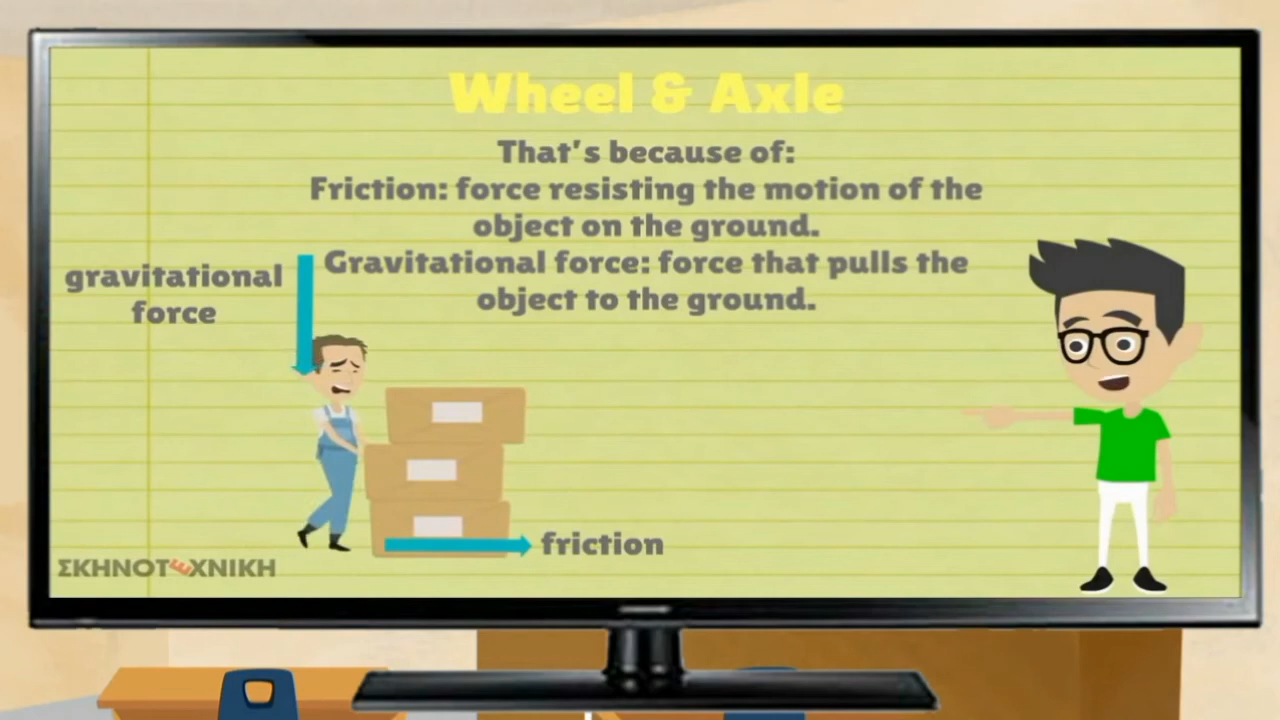 Wheel & Axle
That's because of:
Friction: force resisting the motion of the
object on the ground.
Gravitational force: force that pulls the
object to the ground.
gravitational
force
friction
ΣΚΗΝΟΤΕΧΝΙΚΗ